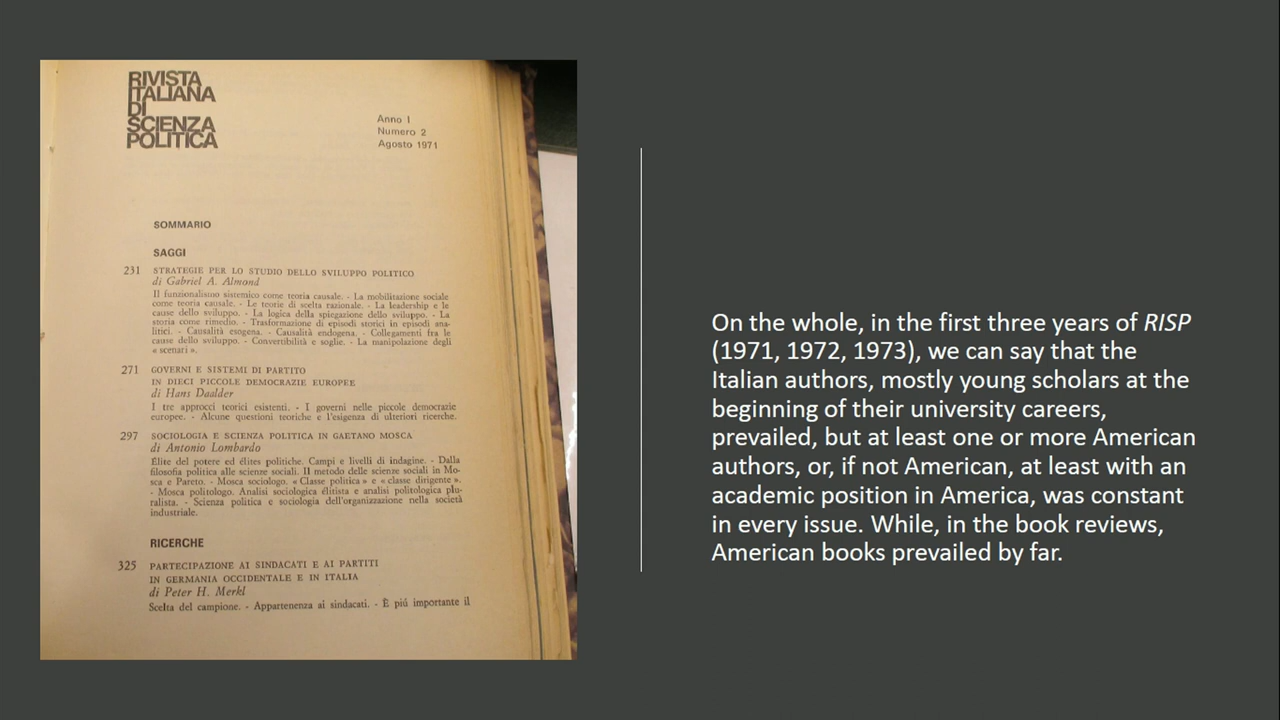 RIVISTA
ITALIANA
DI
SCIENZA
POLITICA
Anno I
Numero 2
Agosto 1971
SOMMARIO
SAGGI
231 STRATEGIE PER LO STUDIO DELLO SVILUPPO POLITICO
di Gabriel A. Almond
Il funzionalismo sistemico come teoria causale. - La mobilitazione sociale
come teoria causale. - Le teorie di scelta razionale. - La leadership e le
cause dello sviluppo. - La logica della spiegazione dello sviluppo. - La
storia come rimedio. - Trasformazione di episodi storici in episodi ana-
litici. - Causalità esogena. - Causalità endogena. - Collegamenti fra le
cause dello sviluppo. - Convertibilità e soglie. - La manipolazione degli
« scenari ».
271 GOVERNI E SISTEMI DI PARTITO
IN DIECI PICCOLE DEMOCRAZIE EUROPEE
di Hans Daalder
I tre approcci teorici esistenti. - I governi nelle piccole democrazie
europee. - Alcune questioni teoriche e l'esigenza di ulteriori ricerche.
297 SOCIOLOGIA E SCIENZA POLITICA IN GAETANO MOSCA
di Antonio Lombardo
Élite del potere ed élites politiche. Campi e livelli di indagine. - Dalla
filosofia politica alle scienze sociali. Il metodo delle scienze sociali in Mo-
sca e Pareto. - Mosca sociologo. « Classe politica » e « classe dirigente ».
- Mosca politologo. Analisi sociologica élitista e analisi politologica plu-
ralista. - Scienza politica e sociologia dell'organizzazione nella società
industriale.
RICERCHE
325 PARTECIPAZIONE AI SINDACATI E AI PARTITI
IN GERMANIA OCCIDENTALE E IN ITALIA
di Peter H. Merkl
Scelta del campione. - Appartenenza ai sindacati. - È piú importante il
On the whole, in the first three years of RISP
(1971, 1972, 1973), we can say that the
Italian authors, mostly young scholars at the
beginning of their university careers,
prevailed, but at least one or more American
authors, or, if not American, at least with an
academic position in America, was constant
in every issue. While, in the book reviews,
American books prevailed by far.